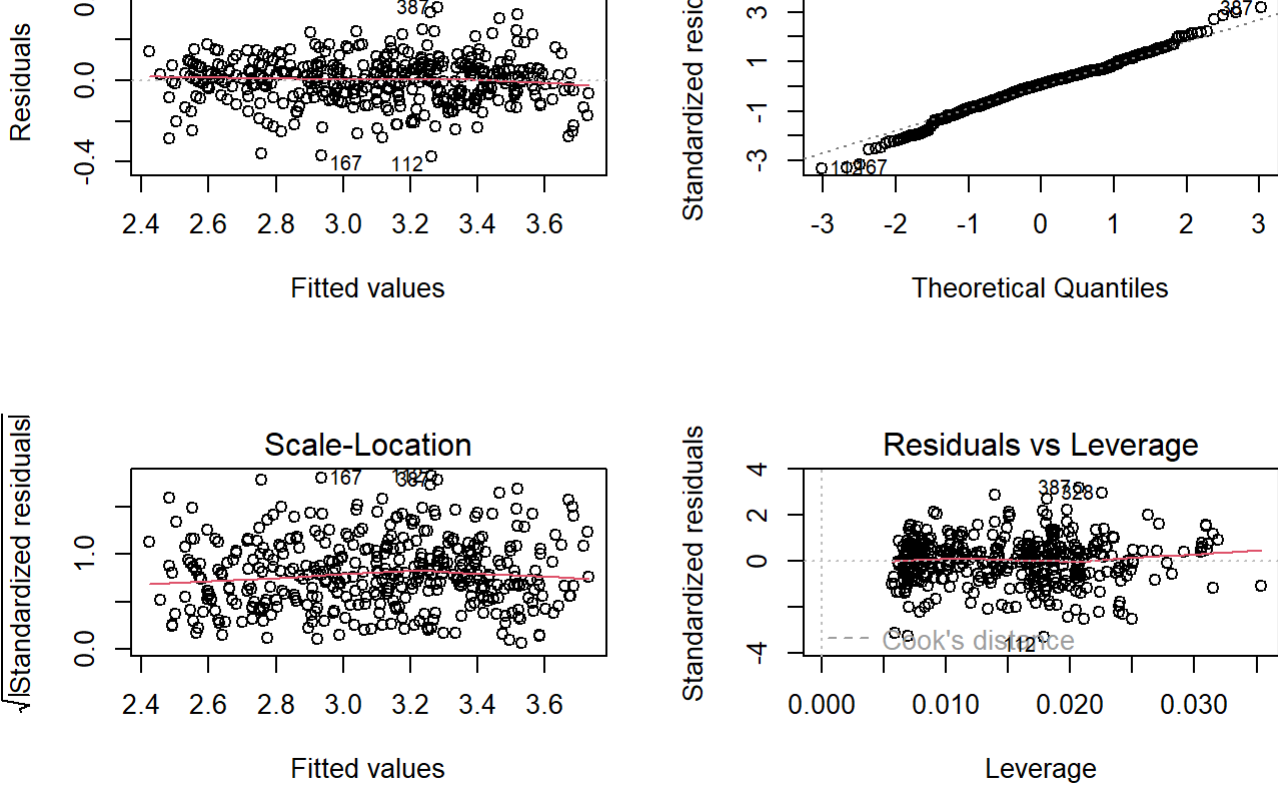 0
Residuals
0.0
-0.4
387
167
112
2.4 2.6 2.8 3.0 3.2 3.4 3.6
Fitted values
Standardized resi
3
1
-1
-3
387
167
-3 -2 -1 0 1 2 3
Theoretical Quantiles
Scale-Location
√|Standardized residuals|
1.0
0.0
167
387
2.4 2.6 2.8 3.0 3.2 3.4 3.6
Fitted values
Residuals vs Leverage
Standardized residuals
4
2
0
-4
387
328
Cook's distance
112
0.000 0.010 0.020 0.030
Leverage